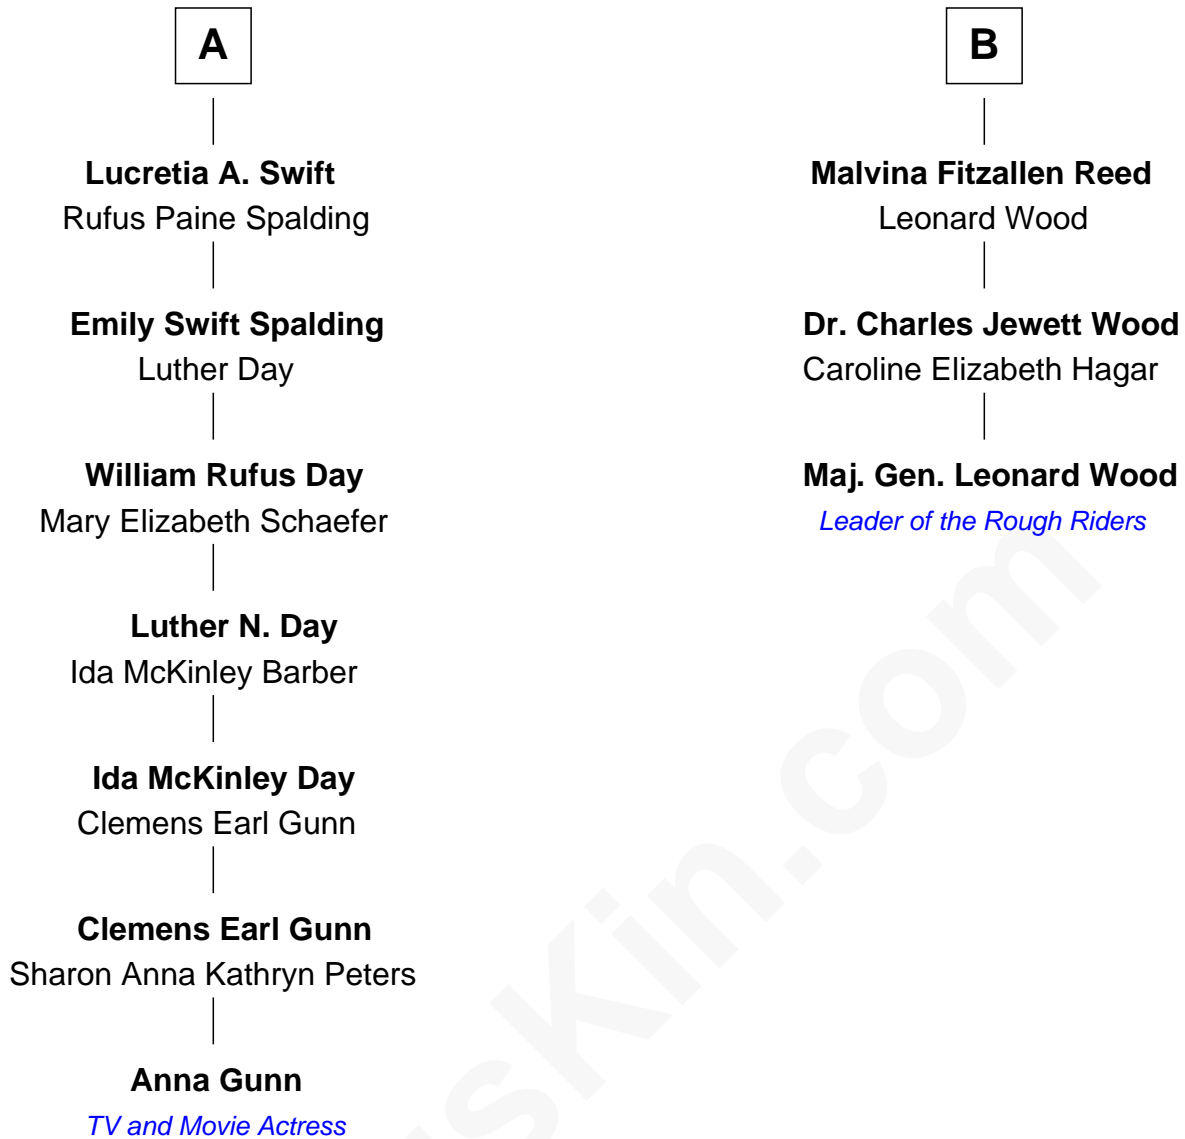 A
Lucretia A. Swift
Rufus Paine Spalding
Emily Swift Spalding
Luther Day
William Rufus Day
Mary Elizabeth Schaefer
Luther N. Day
Ida McKinley Barber
Ida McKinley Day
Clemens Earl Gunn
Clemens Earl Gunn
Sharon Anna Kathryn Peters
Anna Gunn
TV and Movie Actress
B
Malvina Fitzallen Reed
Leonard Wood
Dr. Charles Jewett Wood
Caroline Elizabeth Hagar
Maj. Gen. Leonard Wood
Leader of the Rough Riders